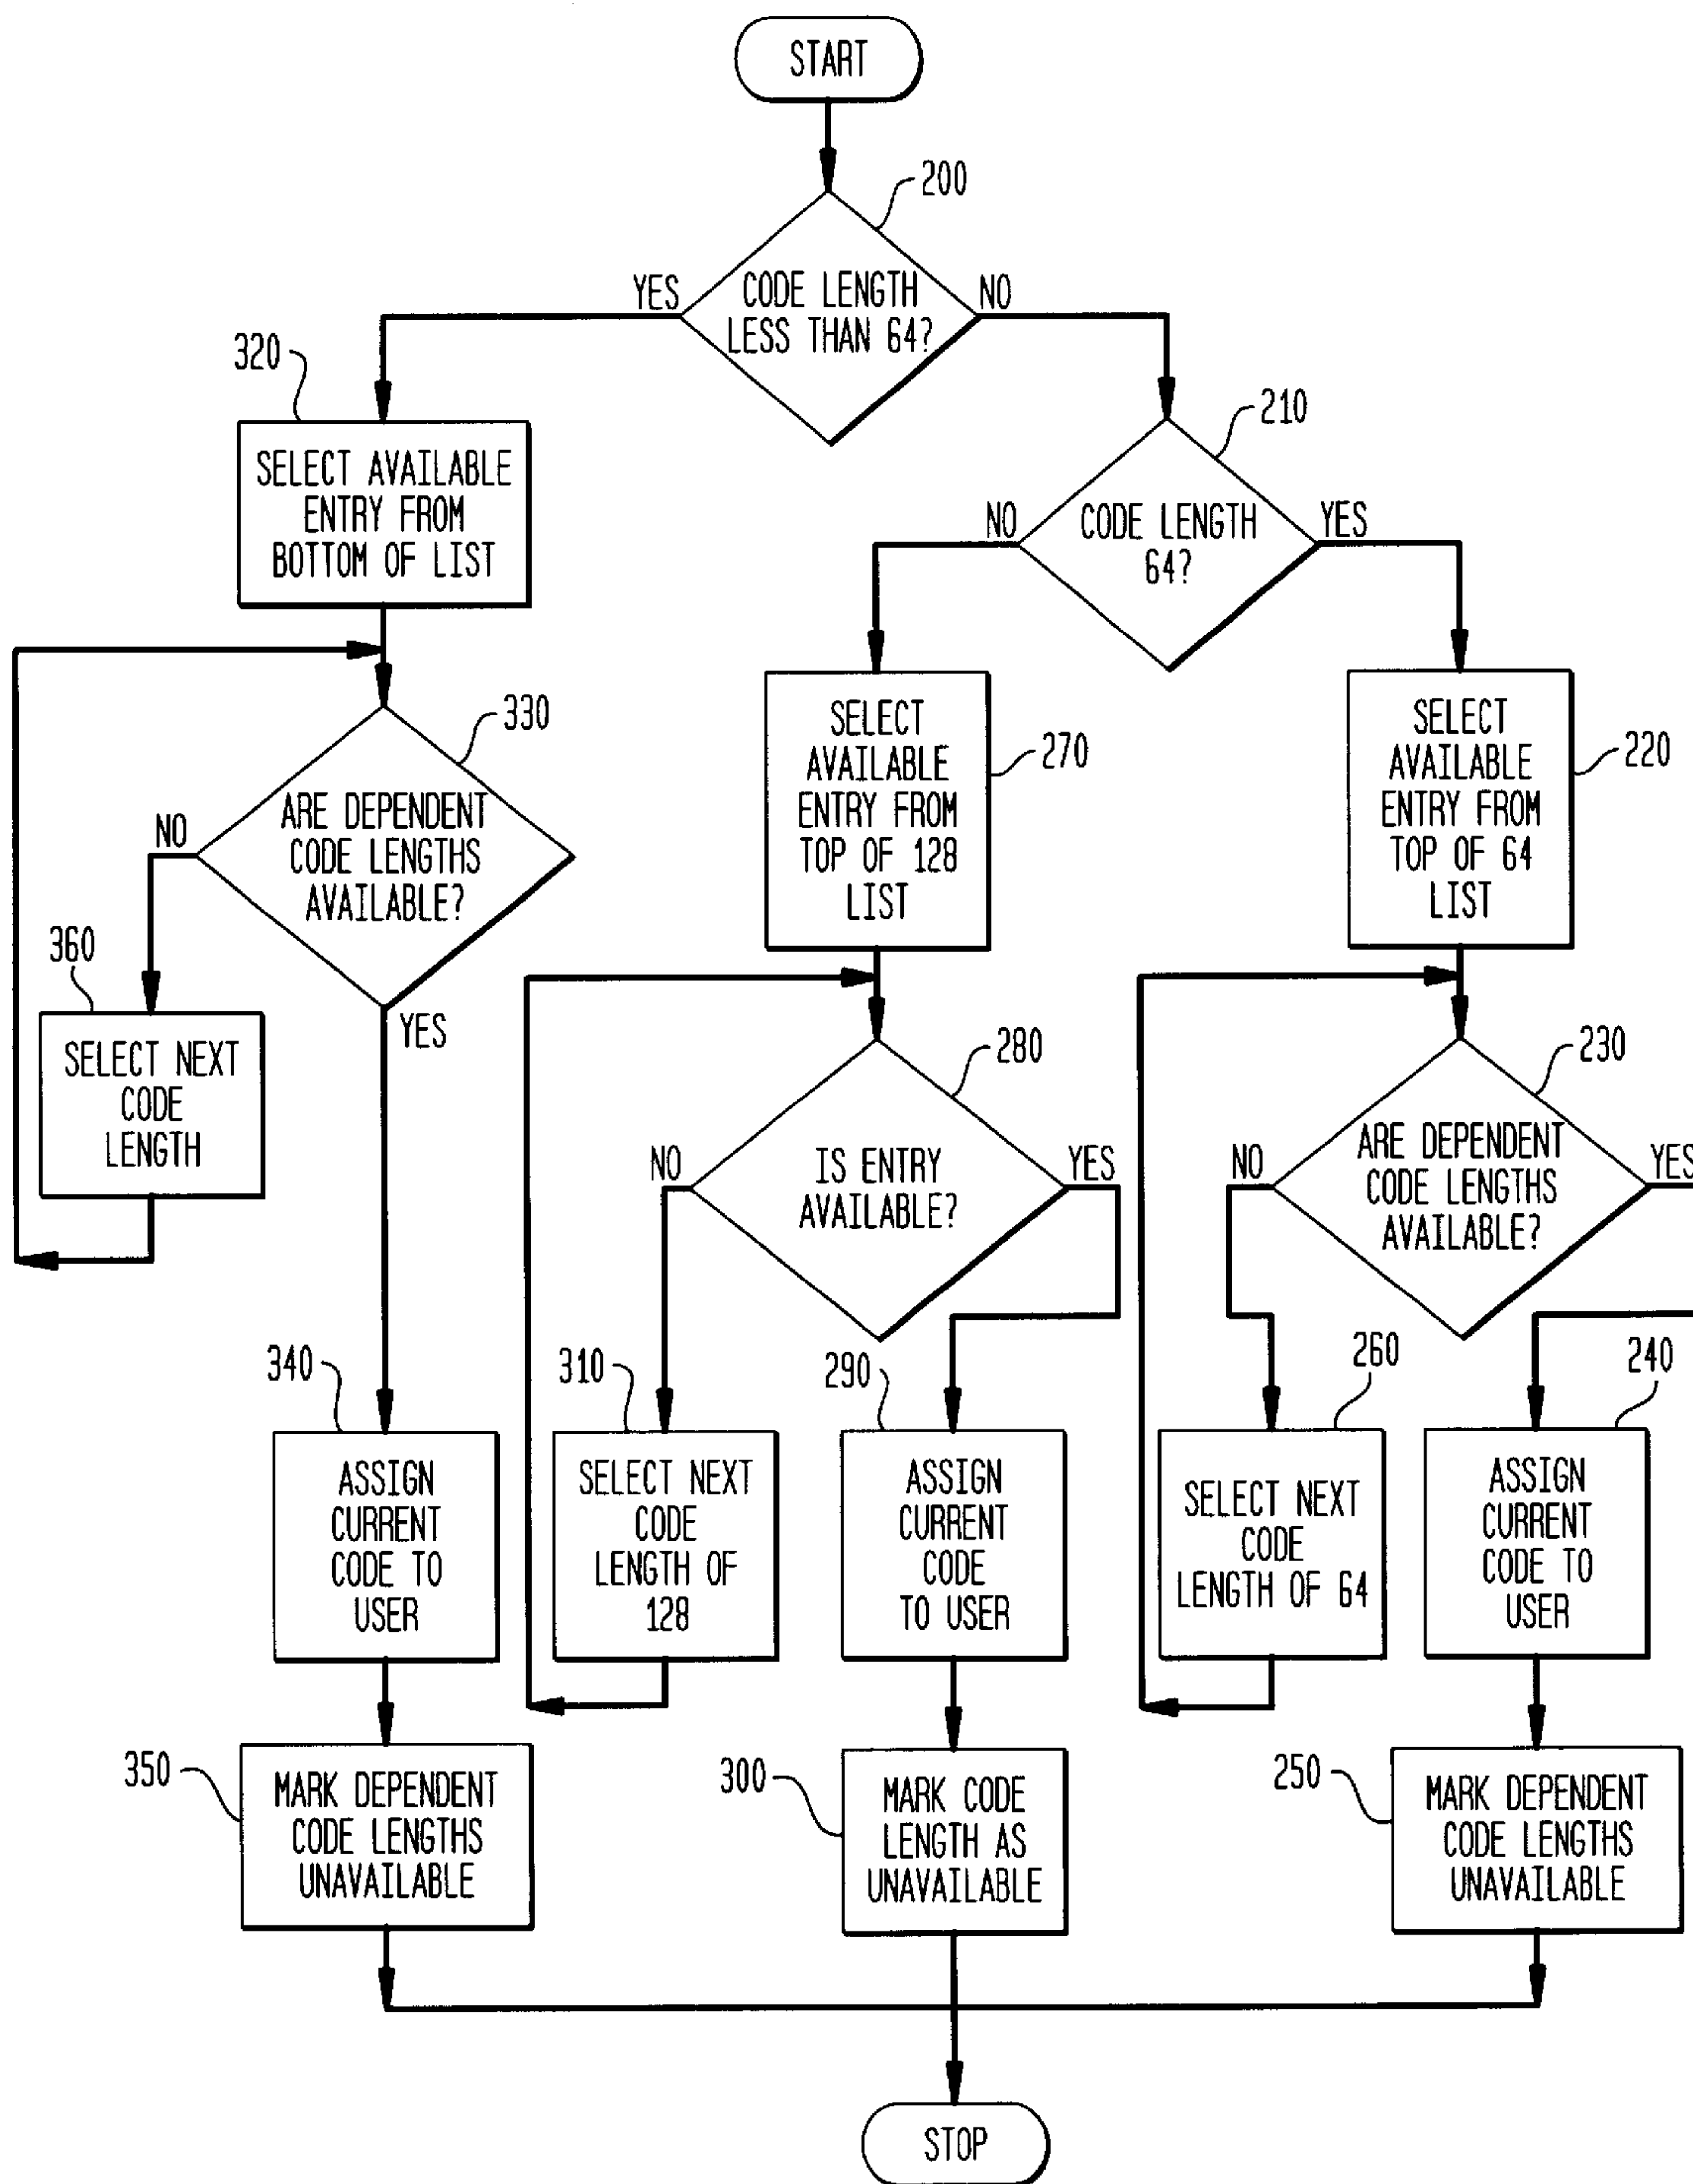 START
200
CODE LENGTH
LESS THAN 64?
YES
NO
320
SELECT AVAILABLE
ENTRY FROM
BOTTOM OF LIST
210
CODE LENGTH
64?
NO
YES
330
ARE DEPENDENT
CODE LENGTHS
AVAILABLE?
NO
YES
360
SELECT NEXT
CODE
LENGTH
270
SELECT
AVAILABLE
ENTRY FROM
TOP OF 128
LIST
220
SELECT
AVAILABLE
ENTRY FROM
TOP OF 64
LIST
280
IS ENTRY
AVAILABLE?
NO
YES
230
ARE DEPENDENT
CODE LENGTHS
AVAILABLE?
NO
YES
340
ASSIGN
CURRENT
CODE TO
USER
310
SELECT NEXT
CODE
LENGTH OF
128
290
ASSIGN
CURRENT
CODE
TO USER
260
SELECT NEXT
CODE
LENGTH OF 64
240
ASSIGN
CURRENT
CODE TO
USER
350
MARK DEPENDENT
CODE LENGTHS
UNAVAILABLE
300
MARK CODE
LENGTH AS
UNAVAILABLE
250
MARK DEPENDENT
CODE LENGTHS
UNAVAILABLE
STOP